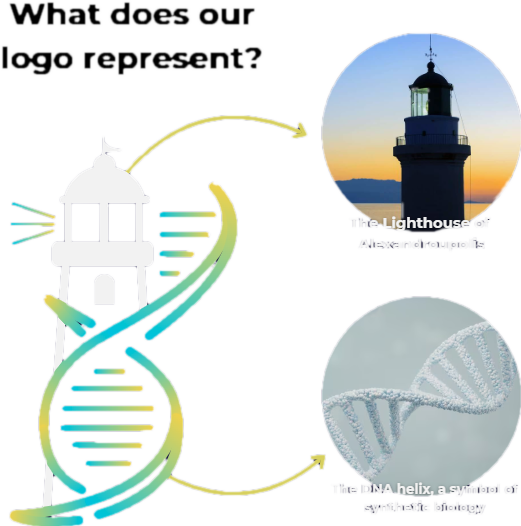 What does our
logo represent?
The Lighthouse of
Alexandroupolis
The DNA helix, a symbol of
synthetic biology